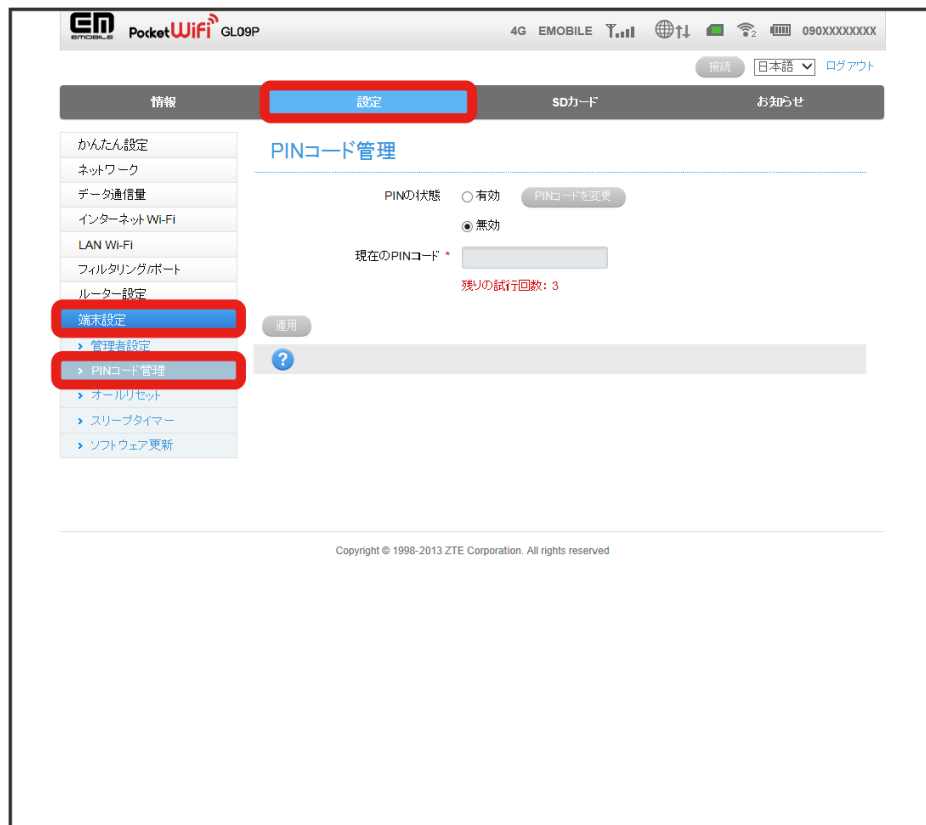 EM
EMOBILE
Pocket WiFi GL09P
4G EMOBILE
2
090XXXXXXXX
接続 日本語 ログアウト
情報 設定 SDカード お知らせ
かんたん設定
ネットワーク
データ通信量
インターネット Wi-Fi
LAN Wi-Fi
フィルタリング/ポート
ルーター設定
端末設定
管理者設定
PINコード管理
オールリセット
スリープタイマー
ソフトウェア更新
PINコード管理
PINの状態 有効 PINコードを変更
無効
現在のPINコード *
残りの試行回数: 3
適用
?
Copyright © 1998-2013 ZTE Corporation. All rights reserved